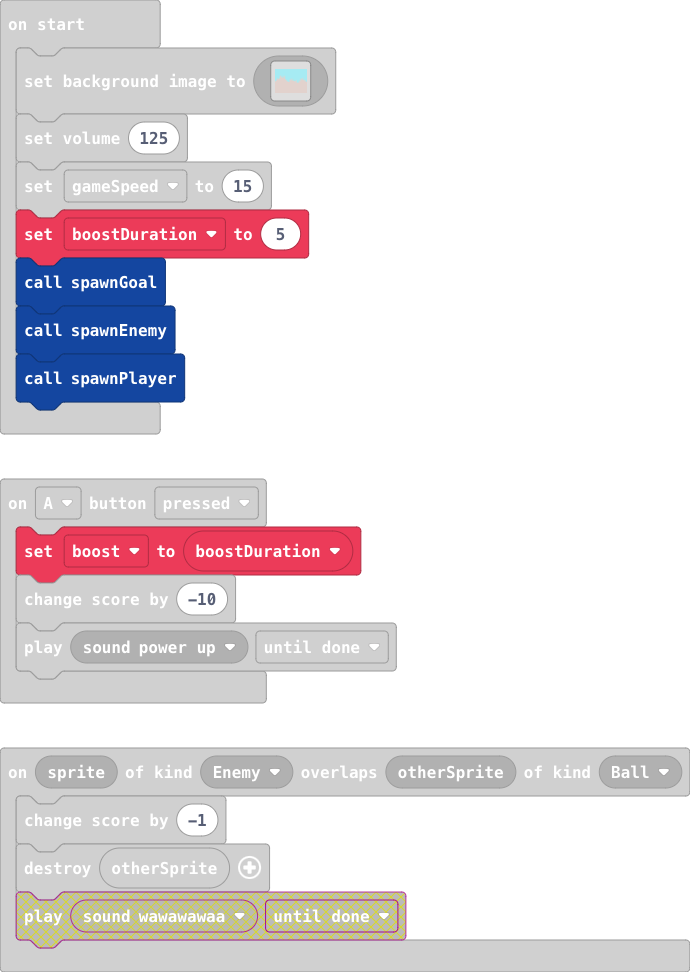 on start
set background image to
set volume 125
set gameSpeed to 15
set boostDuration to 5
call spawnGoal
call spawnEnemy
call spawnPlayer
on A button pressed
set boost to boostDuration
change score by -10
play sound power up until done
on sprite of kind Enemy overlaps otherSprite of kind Ball
change score by -1
destroy otherSprite
play sound wawawawaa until done